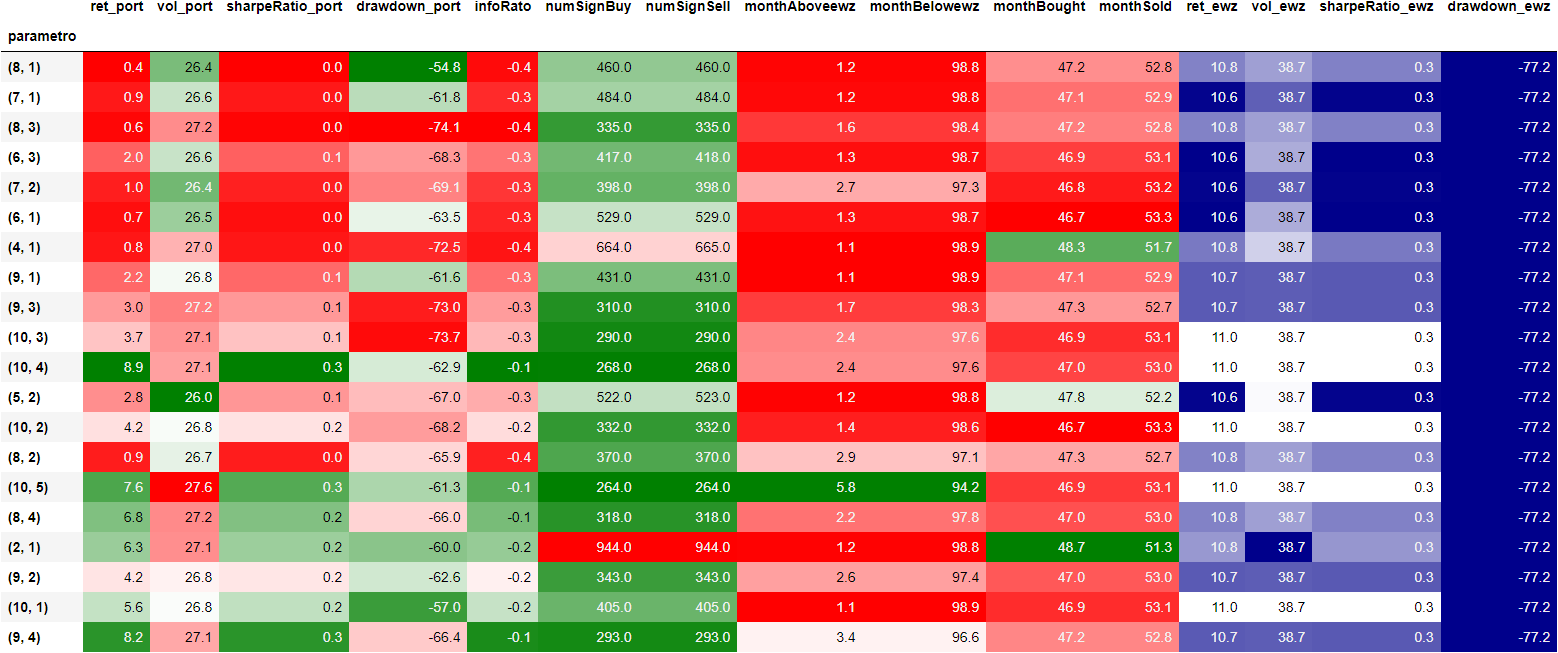 ret_port vol_port sharpeRatio_port drawdown_port infoRato numSignBuy numSignSell monthAboveewz monthBelowewz monthBought monthSold ret_ewz vol_ewz sharpeRatio_ewz drawdown_ewz
parametro
(8, 1) 0.4 26.4 0.0 -54.8 -0.4 460.0 460.0 1.2 98.8 47.2 52.8 10.8 38.7 0.3 -77.2
(7, 1) 0.9 26.6 0.0 -61.8 -0.3 484.0 484.0 1.2 98.8 47.1 52.9 10.6 38.7 0.3 -77.2
(8, 3) 0.6 27.2 0.0 -74.1 -0.4 335.0 335.0 1.6 98.4 47.2 52.8 10.8 38.7 0.3 -77.2
(6, 3) 2.0 26.6 0.1 -68.3 -0.3 417.0 418.0 1.3 98.7 46.9 53.1 10.6 38.7 0.3 -77.2
(7, 2) 1.0 26.4 0.0 -69.1 -0.3 398.0 398.0 2.7 97.3 46.8 53.2 10.6 38.7 0.3 -77.2
(6, 1) 0.7 26.5 0.0 -63.5 -0.3 529.0 529.0 1.3 98.7 46.7 53.3 10.6 38.7 0.3 -77.2
(4, 1) 0.8 27.0 0.0 -72.5 -0.4 664.0 665.0 1.1 98.9 48.3 51.7 10.8 38.7 0.3 -77.2
(9, 1) 2.2 26.8 0.1 -61.6 -0.3 431.0 431.0 1.1 98.9 47.1 52.9 10.7 38.7 0.3 -77.2
(9, 3) 3.0 27.2 0.1 -73.0 -0.3 310.0 310.0 1.7 98.3 47.3 52.7 10.7 38.7 0.3 -77.2
(10, 3) 3.7 27.1 0.1 -73.7 -0.3 290.0 290.0 2.4 97.6 46.9 53.1 11.0 38.7 0.3 -77.2
(10, 4) 8.9 27.1 0.3 -62.9 -0.1 268.0 268.0 2.4 97.6 47.0 53.0 11.0 38.7 0.3 -77.2
(5, 2) 2.8 26.0 0.1 -67.0 -0.3 522.0 523.0 1.2 98.8 47.8 52.2 10.6 38.7 0.3 -77.2
(10, 2) 4.2 26.8 0.2 -68.2 -0.2 332.0 332.0 1.4 98.6 46.7 53.3 11.0 38.7 0.3 -77.2
(8, 2) 0.9 26.7 0.0 -65.9 -0.4 370.0 370.0 2.9 97.1 47.3 52.7 10.8 38.7 0.3 -77.2
(10, 5) 7.6 27.6 0.3 -61.3 -0.1 264.0 264.0 5.8 94.2 46.9 53.1 11.0 38.7 0.3 -77.2
(8, 4) 6.8 27.2 0.2 -66.0 -0.1 318.0 318.0 2.2 97.8 47.0 53.0 10.8 38.7 0.3 -77.2
(2, 1) 6.3 27.1 0.2 -60.0 -0.2 944.0 944.0 1.2 98.8 48.7 51.3 10.8 38.7 0.3 -77.2
(9, 2) 4.2 26.8 0.2 -62.6 -0.2 343.0 343.0 2.6 97.4 47.0 53.0 10.7 38.7 0.3 -77.2
(10, 1) 5.6 26.8 0.2 -57.0 -0.2 405.0 405.0 1.1 98.9 46.9 53.1 11.0 38.7 0.3 -77.2
(9, 4) 8.2 27.1 0.3 -66.4 -0.1 293.0 293.0 3.4 96.6 47.2 52.8 10.7 38.7 0.3 -77.2